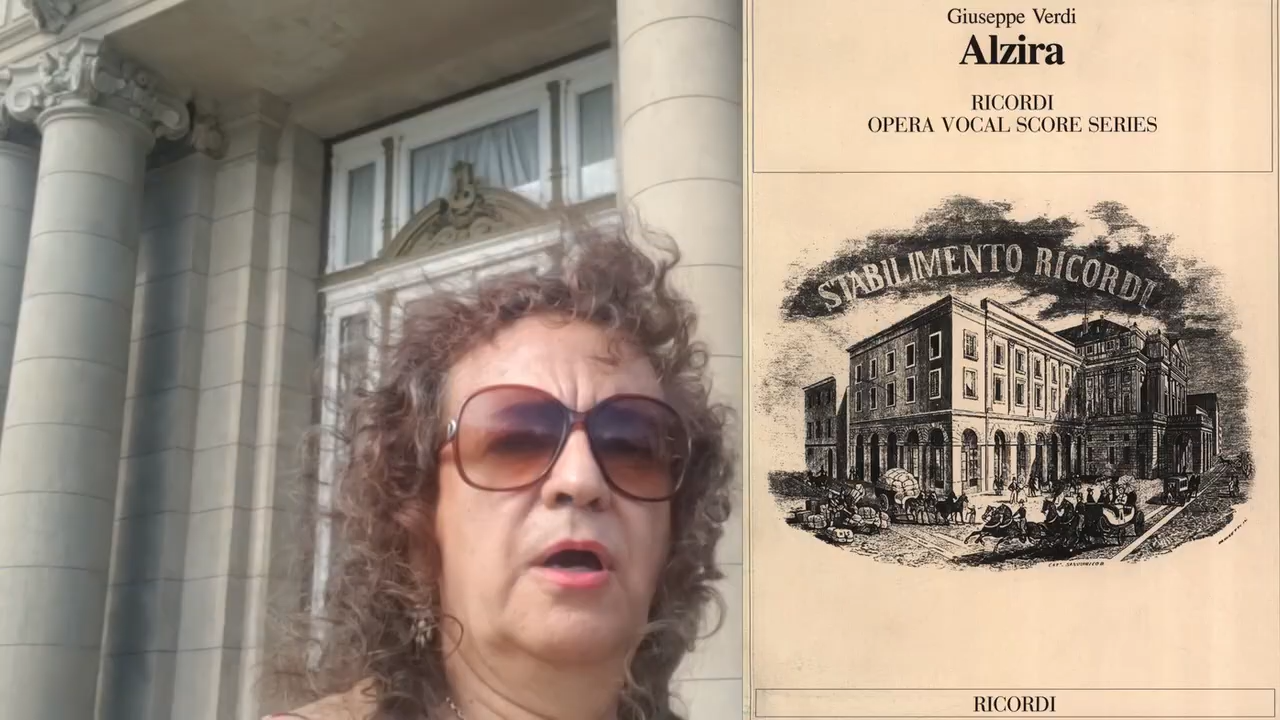 Giuseppe Verdi
Alzira
RICORDI
OPERA VOCAL SCORE SERIES
STABILIMENTO RICORDI
RICORDI